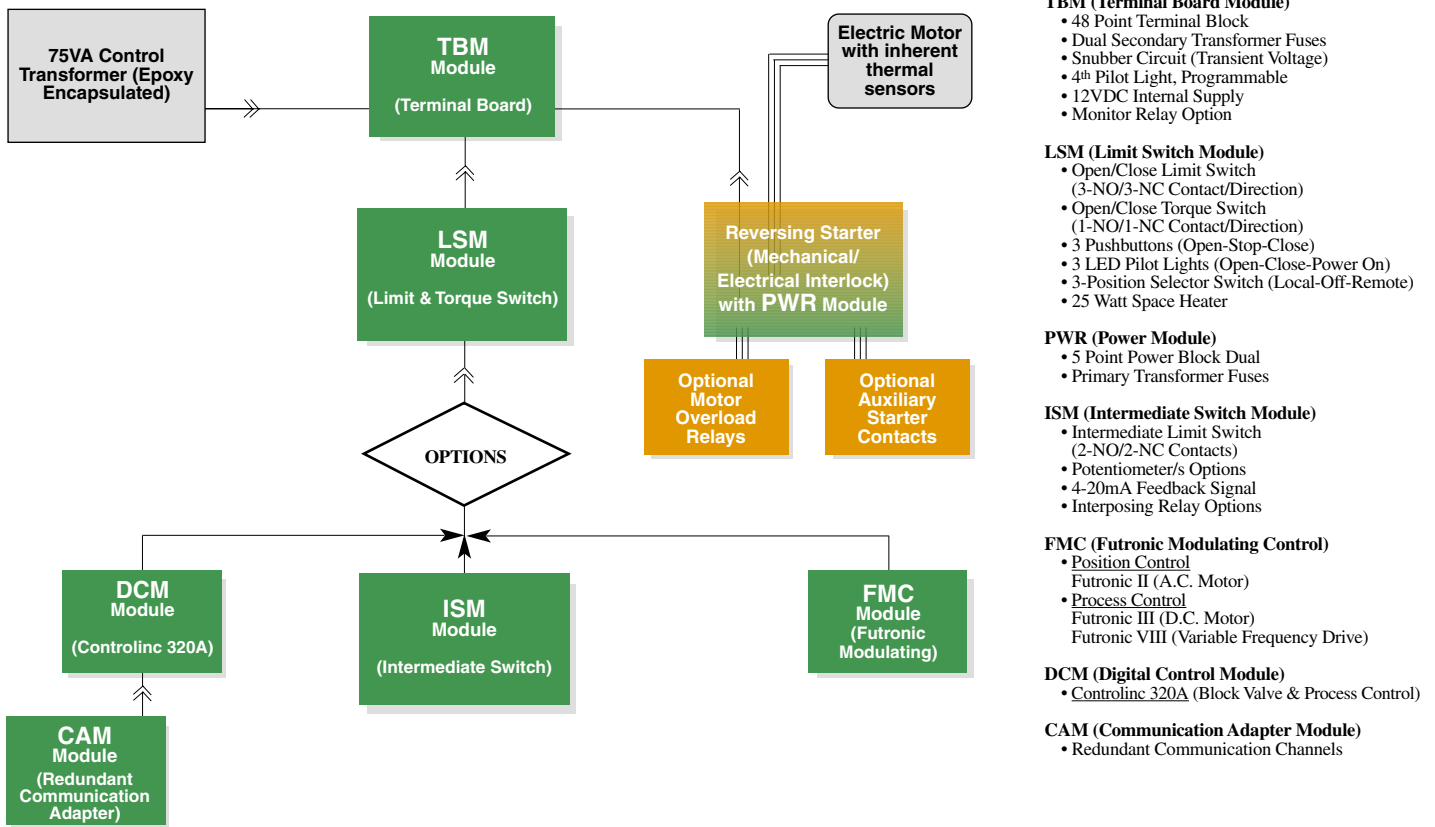 75VA Control
Transformer (Epoxy
Encapsulated)
TBM
Module
(Terminal Board)
Electric Motor
with inherent
thermal
sensors
LSM
Module
(Limit & Torque Switch)
Reversing Starter
(Mechanical/
Electrical Interlock)
with PWR Module
Optional
Motor
Overload
Relays
Optional
Auxiliary
Starter
Contacts
OPTIONS
DCM
Module
(Controlinc 320A)
ISM
Module
(Intermediate Switch)
FMC
Module
(Futronic
Modulating)
CAM
Module
(Redundant
Communication
Adapter)
TBM (Terminal Board Module)
• 48 Point Terminal Block
• Dual Secondary Transformer Fuses
• Snubber Circuit (Transient Voltage)
• 4th Pilot Light, Programmable
• 12VDC Internal Supply
• Monitor Relay Option
LSM (Limit Switch Module)
• Open/Close Limit Switch
(3-NO/3-NC Contact/Direction)
• Open/Close Torque Switch
(1-NO/1-NC Contact/Direction)
• 3 Pushbuttons (Open-Stop-Close)
• 3 LED Pilot Lights (Open-Close-Power On)
• 3-Position Selector Switch (Local-Off-Remote)
• 25 Watt Space Heater
PWR (Power Module)
• 5 Point Power Block Dual
• Primary Transformer Fuses
ISM (Intermediate Switch Module)
• Intermediate Limit Switch
(2-NO/2-NC Contacts)
• Potentiometer/s Options
• 4-20mA Feedback Signal
• Interposing Relay Options
FMC (Futronic Modulating Control)
• Position Control
Futronic II (A.C. Motor)
• Process Control
Futronic III (D.C. Motor)
Futronic VIII (Variable Frequency Drive)
DCM (Digital Control Module)
• Controlinc 320A (Block Valve & Process Control)
CAM (Communication Adapter Module)
• Redundant Communication Channels